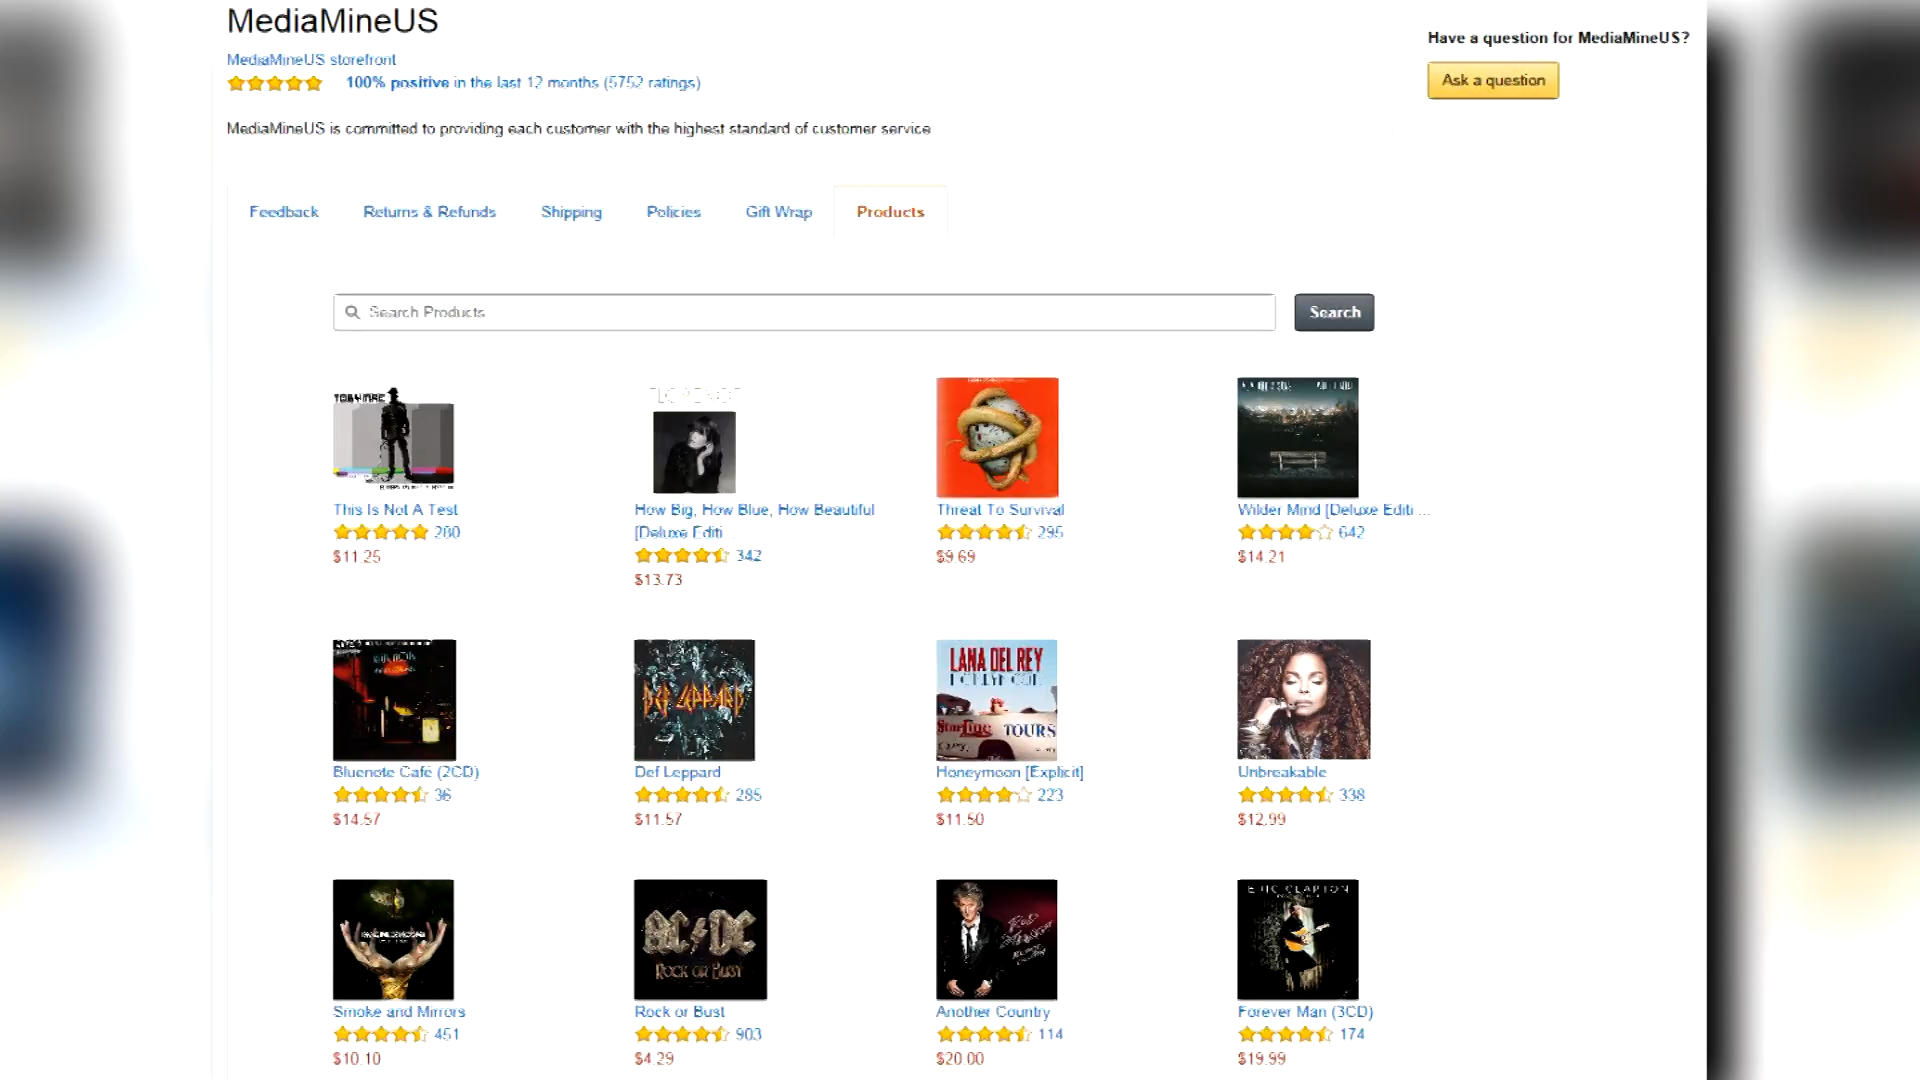 MediaMineUS
Have a question for MediaMineUS?
MediaMineUS storefront
100% positive in the last 12 months (5752 ratings)
Ask a question
MediaMineUS is committed to providing each customer with the highest standard of customer service
Feedback Returns & Refunds Shipping Policies Gift Wrap Products
Search Products Search
TOBYMAC
This Is Not A Test
280
$11.25
How Big, How Blue, How Beautiful
[Deluxe Editi
342
$13.73
Threat To Survival
295
$9.69
Wilder Mind [Deluxe Editi ...
642
$14.21
Bluenote Café (2CD)
36
$14.57
DEF LEPPARD
Def Leppard
285
$11.57
LANA DEL REY
HONEYMOON
StarLine TOURS
Honeymoon [Explicit]
223
$11.50
Unbreakable
338
$12.99
Smoke and Mirrors
451
$10.10
AC/DC
ROCK OR BUST
Rock or Bust
903
$4.29
Another Country
114
$20.00
ERIC CLAPTON
Forever Man (3CD)
174
$19.99